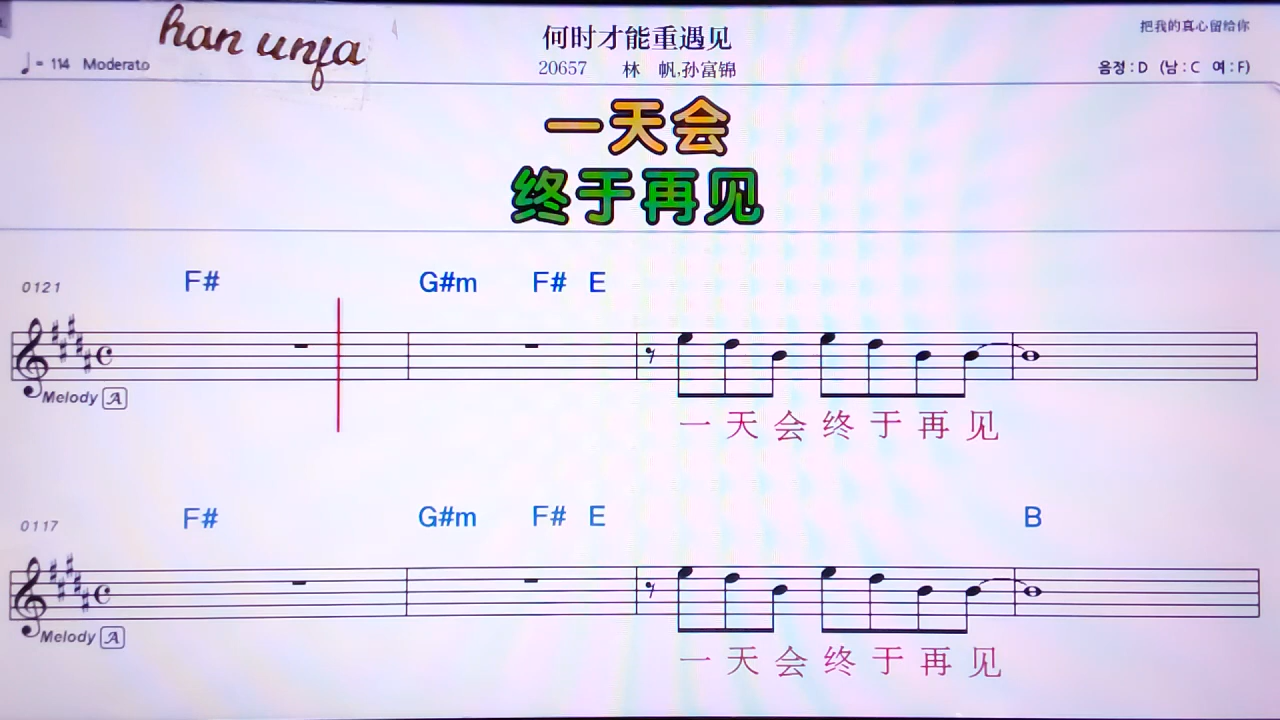 han unfa
何时才能重遇见
把我的真心留给你
♩= 114 Moderato
20657 林 帆,孙富锦
음정:D (남:C 여:F)
一天会
终于再见
0121
F# G#m F# E
Melody A
一天会终于再见
0117
F# G#m F# E B
Melody A
一天会终于再见